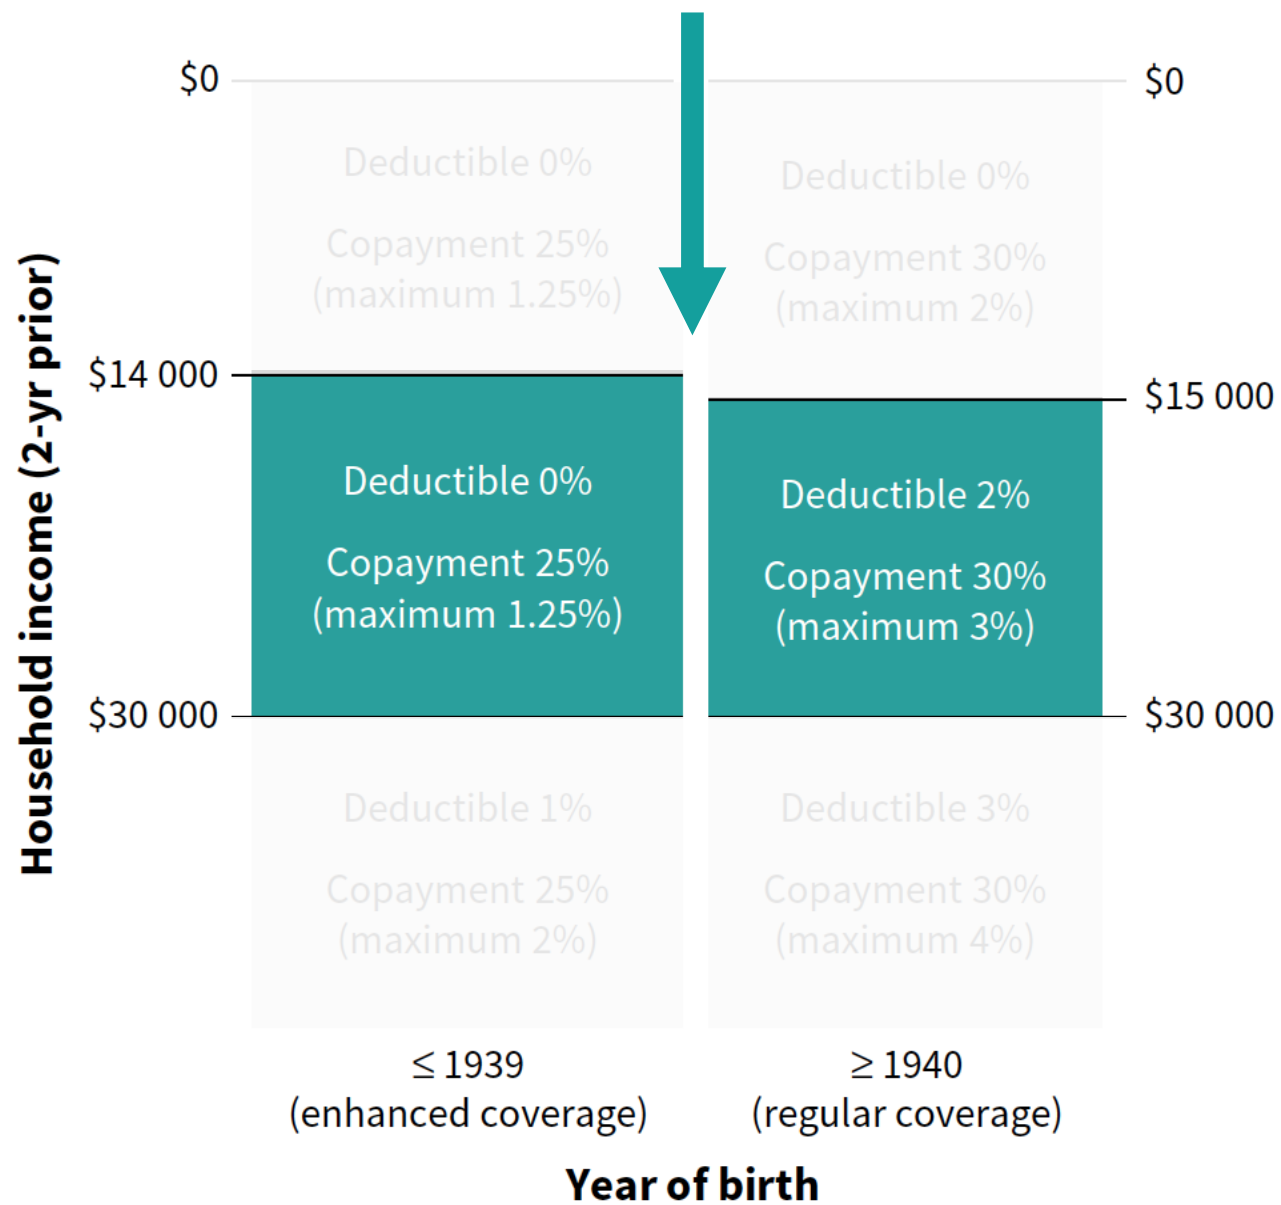 $0
$0
Deductible 0%
Copayment 25%
(maximum 1.25%)
Deductible 0%
Copayment 30%
(maximum 2%)
$14 000
$15 000
Deductible 0%
Copayment 25%
(maximum 1.25%)
Deductible 2%
Copayment 30%
(maximum 3%)
$30 000
$30 000
Deductible 1%
Copayment 25%
(maximum 2%)
Deductible 3%
Copayment 30%
(maximum 4%)
Household income (2-yr prior)
≤ 1939
(enhanced coverage)
≥ 1940
(regular coverage)
Year of birth